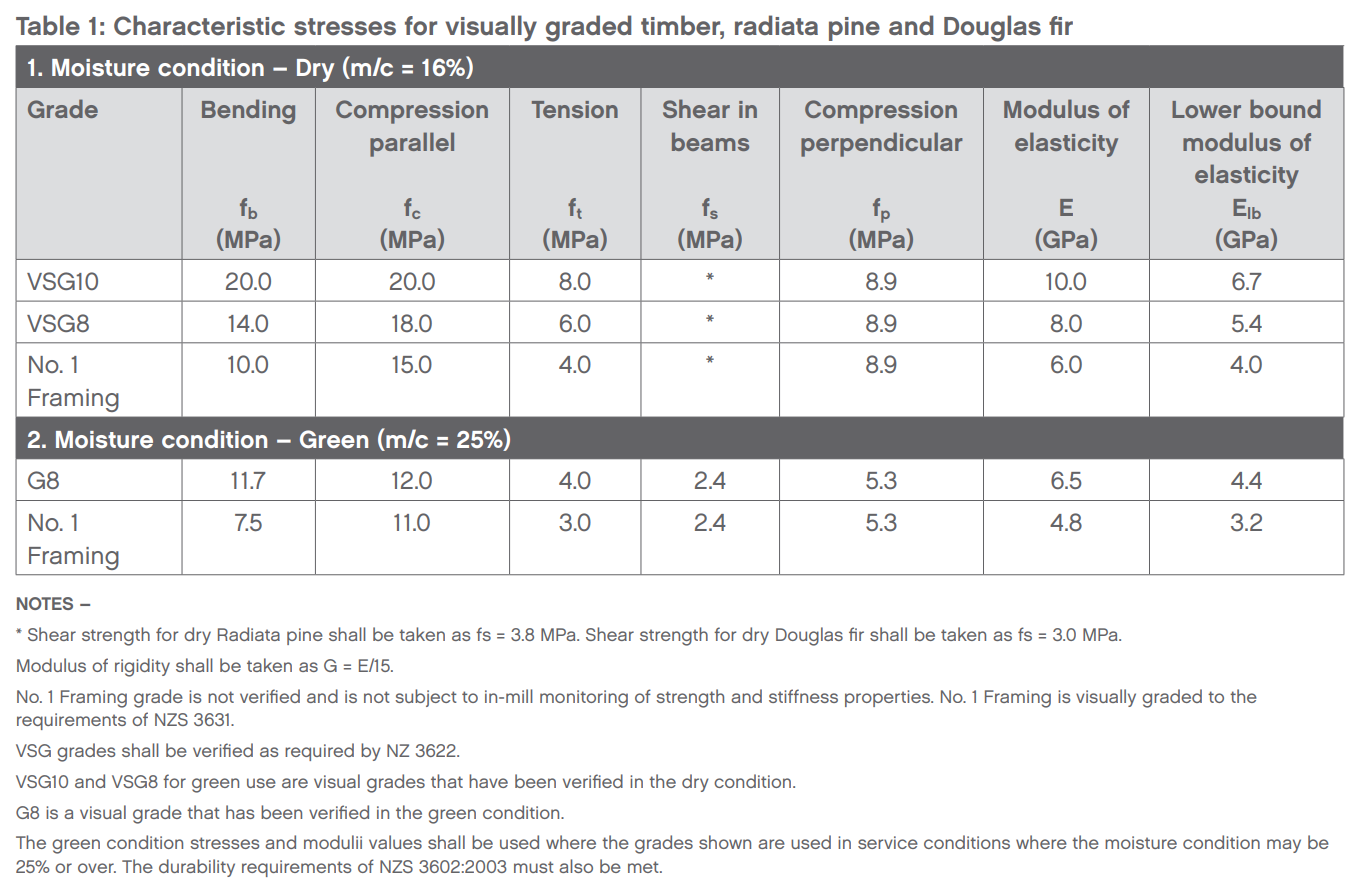 Table 1: Characteristic stresses for visually graded timber, radiata pine and Douglas fir
1. Moisture condition – Dry (m/c = 16%)
Grade Bending Compression Tension Shear in Compression Modulus of Lower bound
parallel beams perpendicular elasticity modulus of
elasticity
fb fc ft fs fp E Elb
(MPa) (MPa) (MPa) (MPa) (MPa) (GPa) (GPa)
VSG10 20.0 20.0 8.0 * 8.9 10.0 6.7
VSG8 14.0 18.0 6.0 * 8.9 8.0 5.4
No. 1 10.0 15.0 4.0 * 8.9 6.0 4.0
Framing
2. Moisture condition – Green (m/c = 25%)
G8 11.7 12.0 4.0 2.4 5.3 6.5 4.4
No. 1 7.5 11.0 3.0 2.4 5.3 4.8 3.2
Framing
NOTES –
* Shear strength for dry Radiata pine shall be taken as fs = 3.8 MPa. Shear strength for dry Douglas fir shall be taken as fs = 3.0 MPa.
Modulus of rigidity shall be taken as G = E/15.
No. 1 Framing grade is not verified and is not subject to in-mill monitoring of strength and stiffness properties. No. 1 Framing is visually graded to the
requirements of NZS 3631.
VSG grades shall be verified as required by NZ 3622.
VSG10 and VSG8 for green use are visual grades that have been verified in the dry condition.
G8 is a visual grade that has been verified in the green condition.
The green condition stresses and modulii values shall be used where the grades shown are used in service conditions where the moisture condition may be
25% or over. The durability requirements of NZS 3602:2003 must also be met.